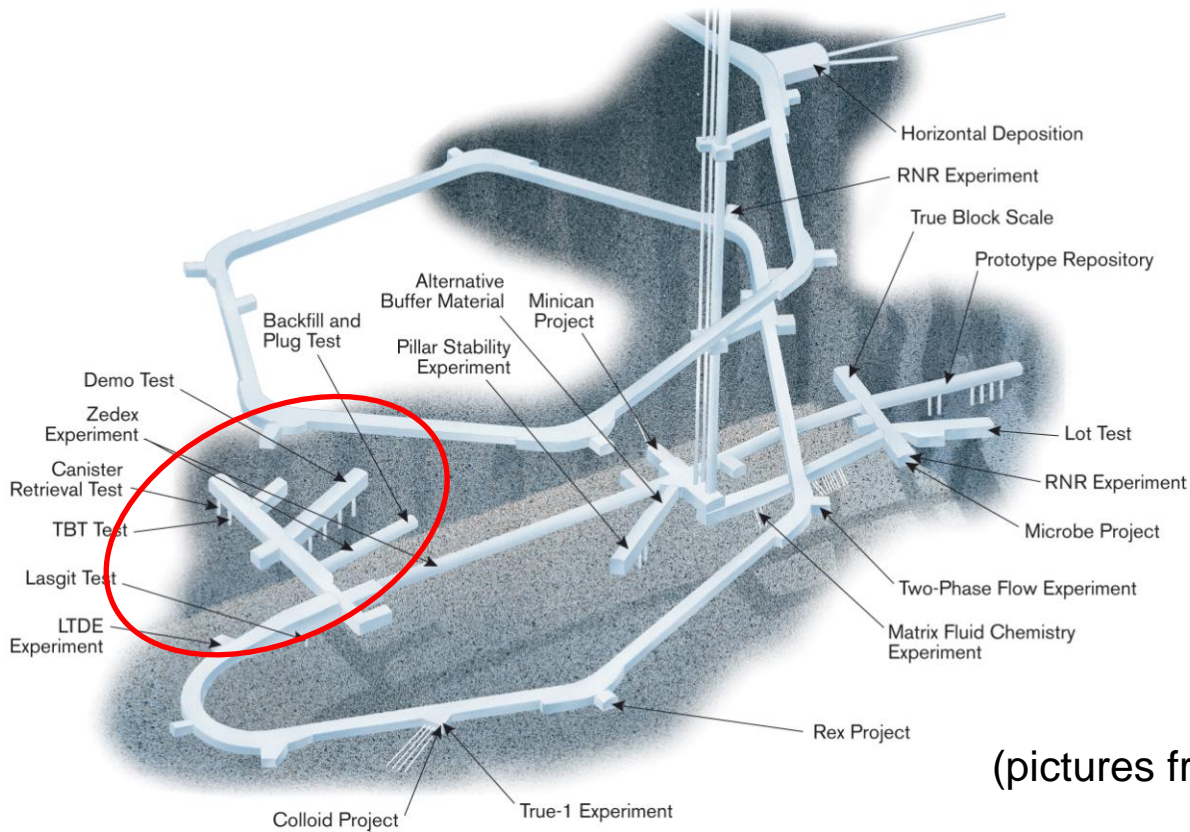 Horizontal Deposition
RNR Experiment
True Block Scale
Prototype Repository
Alternative
Buffer Material
Minican
Project
Backfill and
Plug Test
Pillar Stability
Experiment
Demo Test
Zedex
Experiment
Canister
Retrieval Test
TBT Test
Lasgit Test
LTDE
Experiment
Lot Test
RNR Experiment
Microbe Project
Two-Phase Flow Experiment
Matrix Fluid Chemistry
Experiment
Rex Project
True-1 Experiment
Colloid Project
(pictures fr